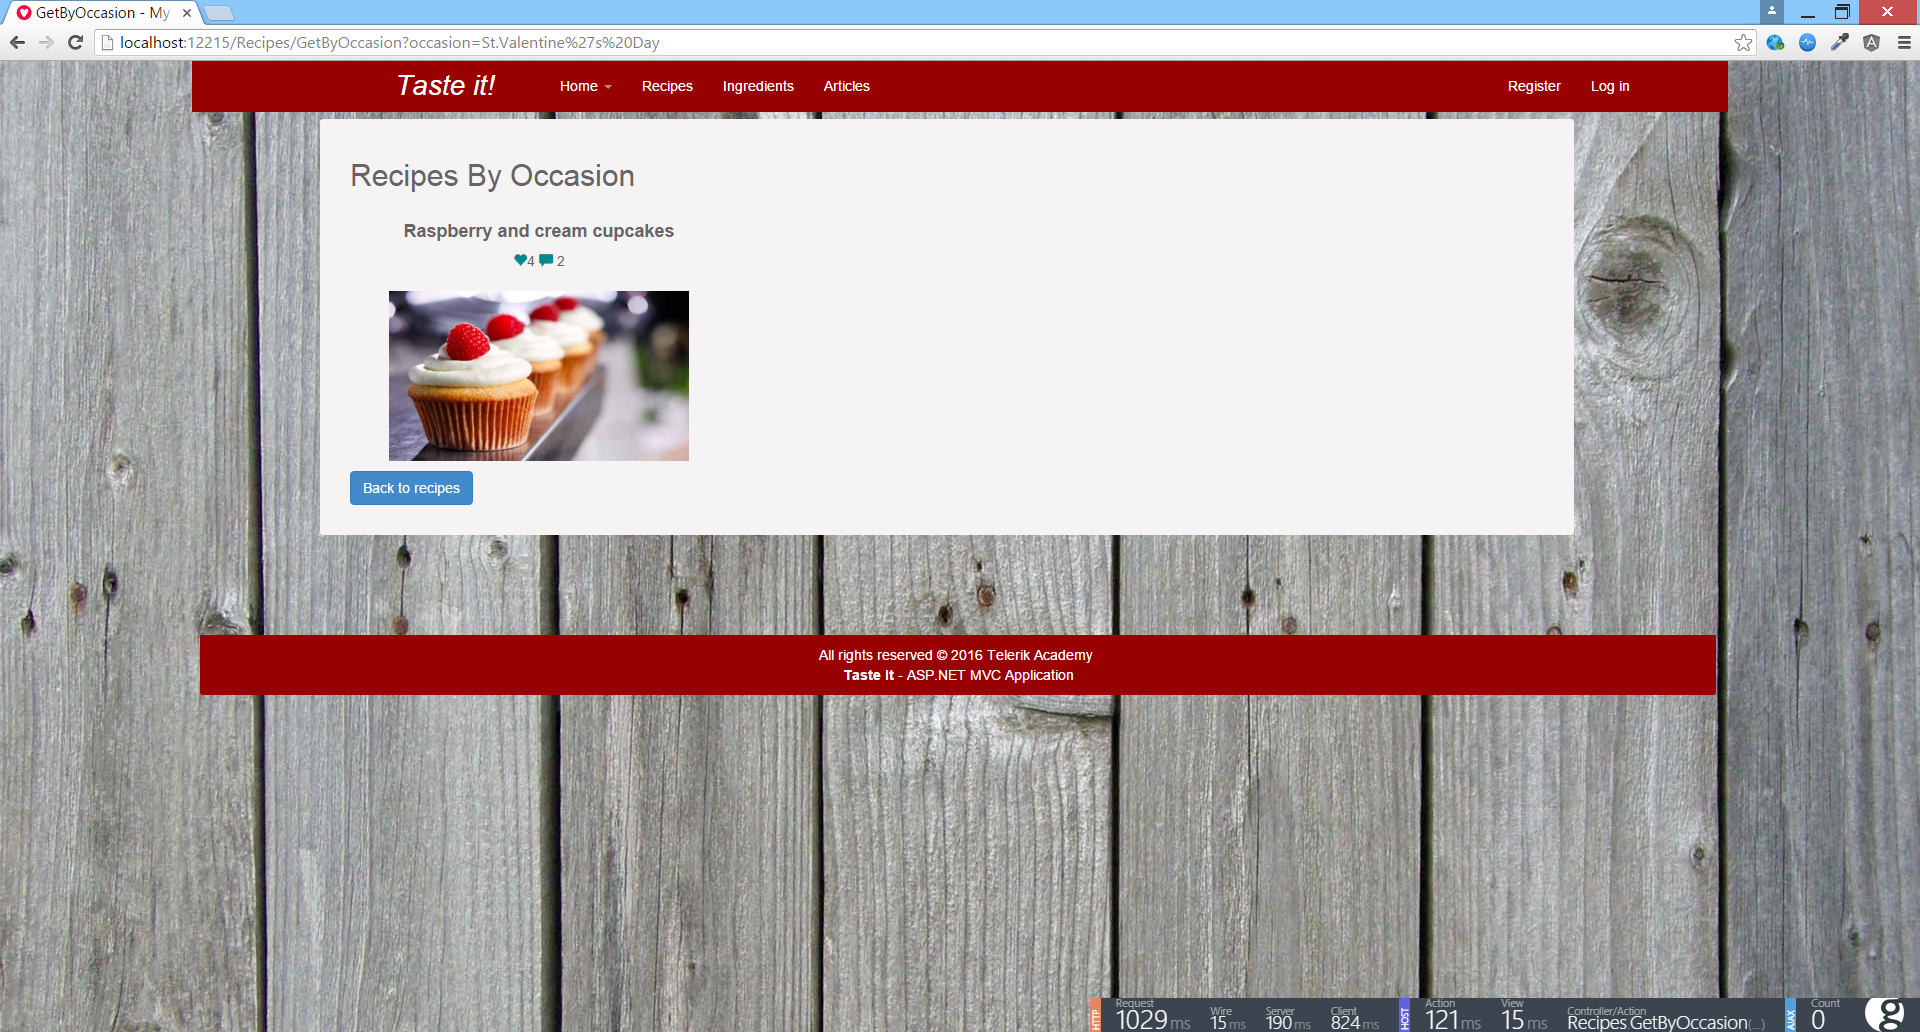 GetByOccasion - My
localhost:12215/Recipes/GetByOccasion?occasion=St.Valentine%27s%20Day
Taste it! Home Recipes Ingredients Articles Register Log in
Recipes By Occasion
Raspberry and cream cupcakes
4 2
Back to recipes
All rights reserved © 2016 Telerik Academy
Taste It - ASP.NET MVC Application
HTTP Request 1029 ms Wire 15 ms Server 190 ms Client 824 ms HOST Action 121 ms View 15 ms Controller/Action Recipes GetByOccasion(...) AJAX Count 0 g